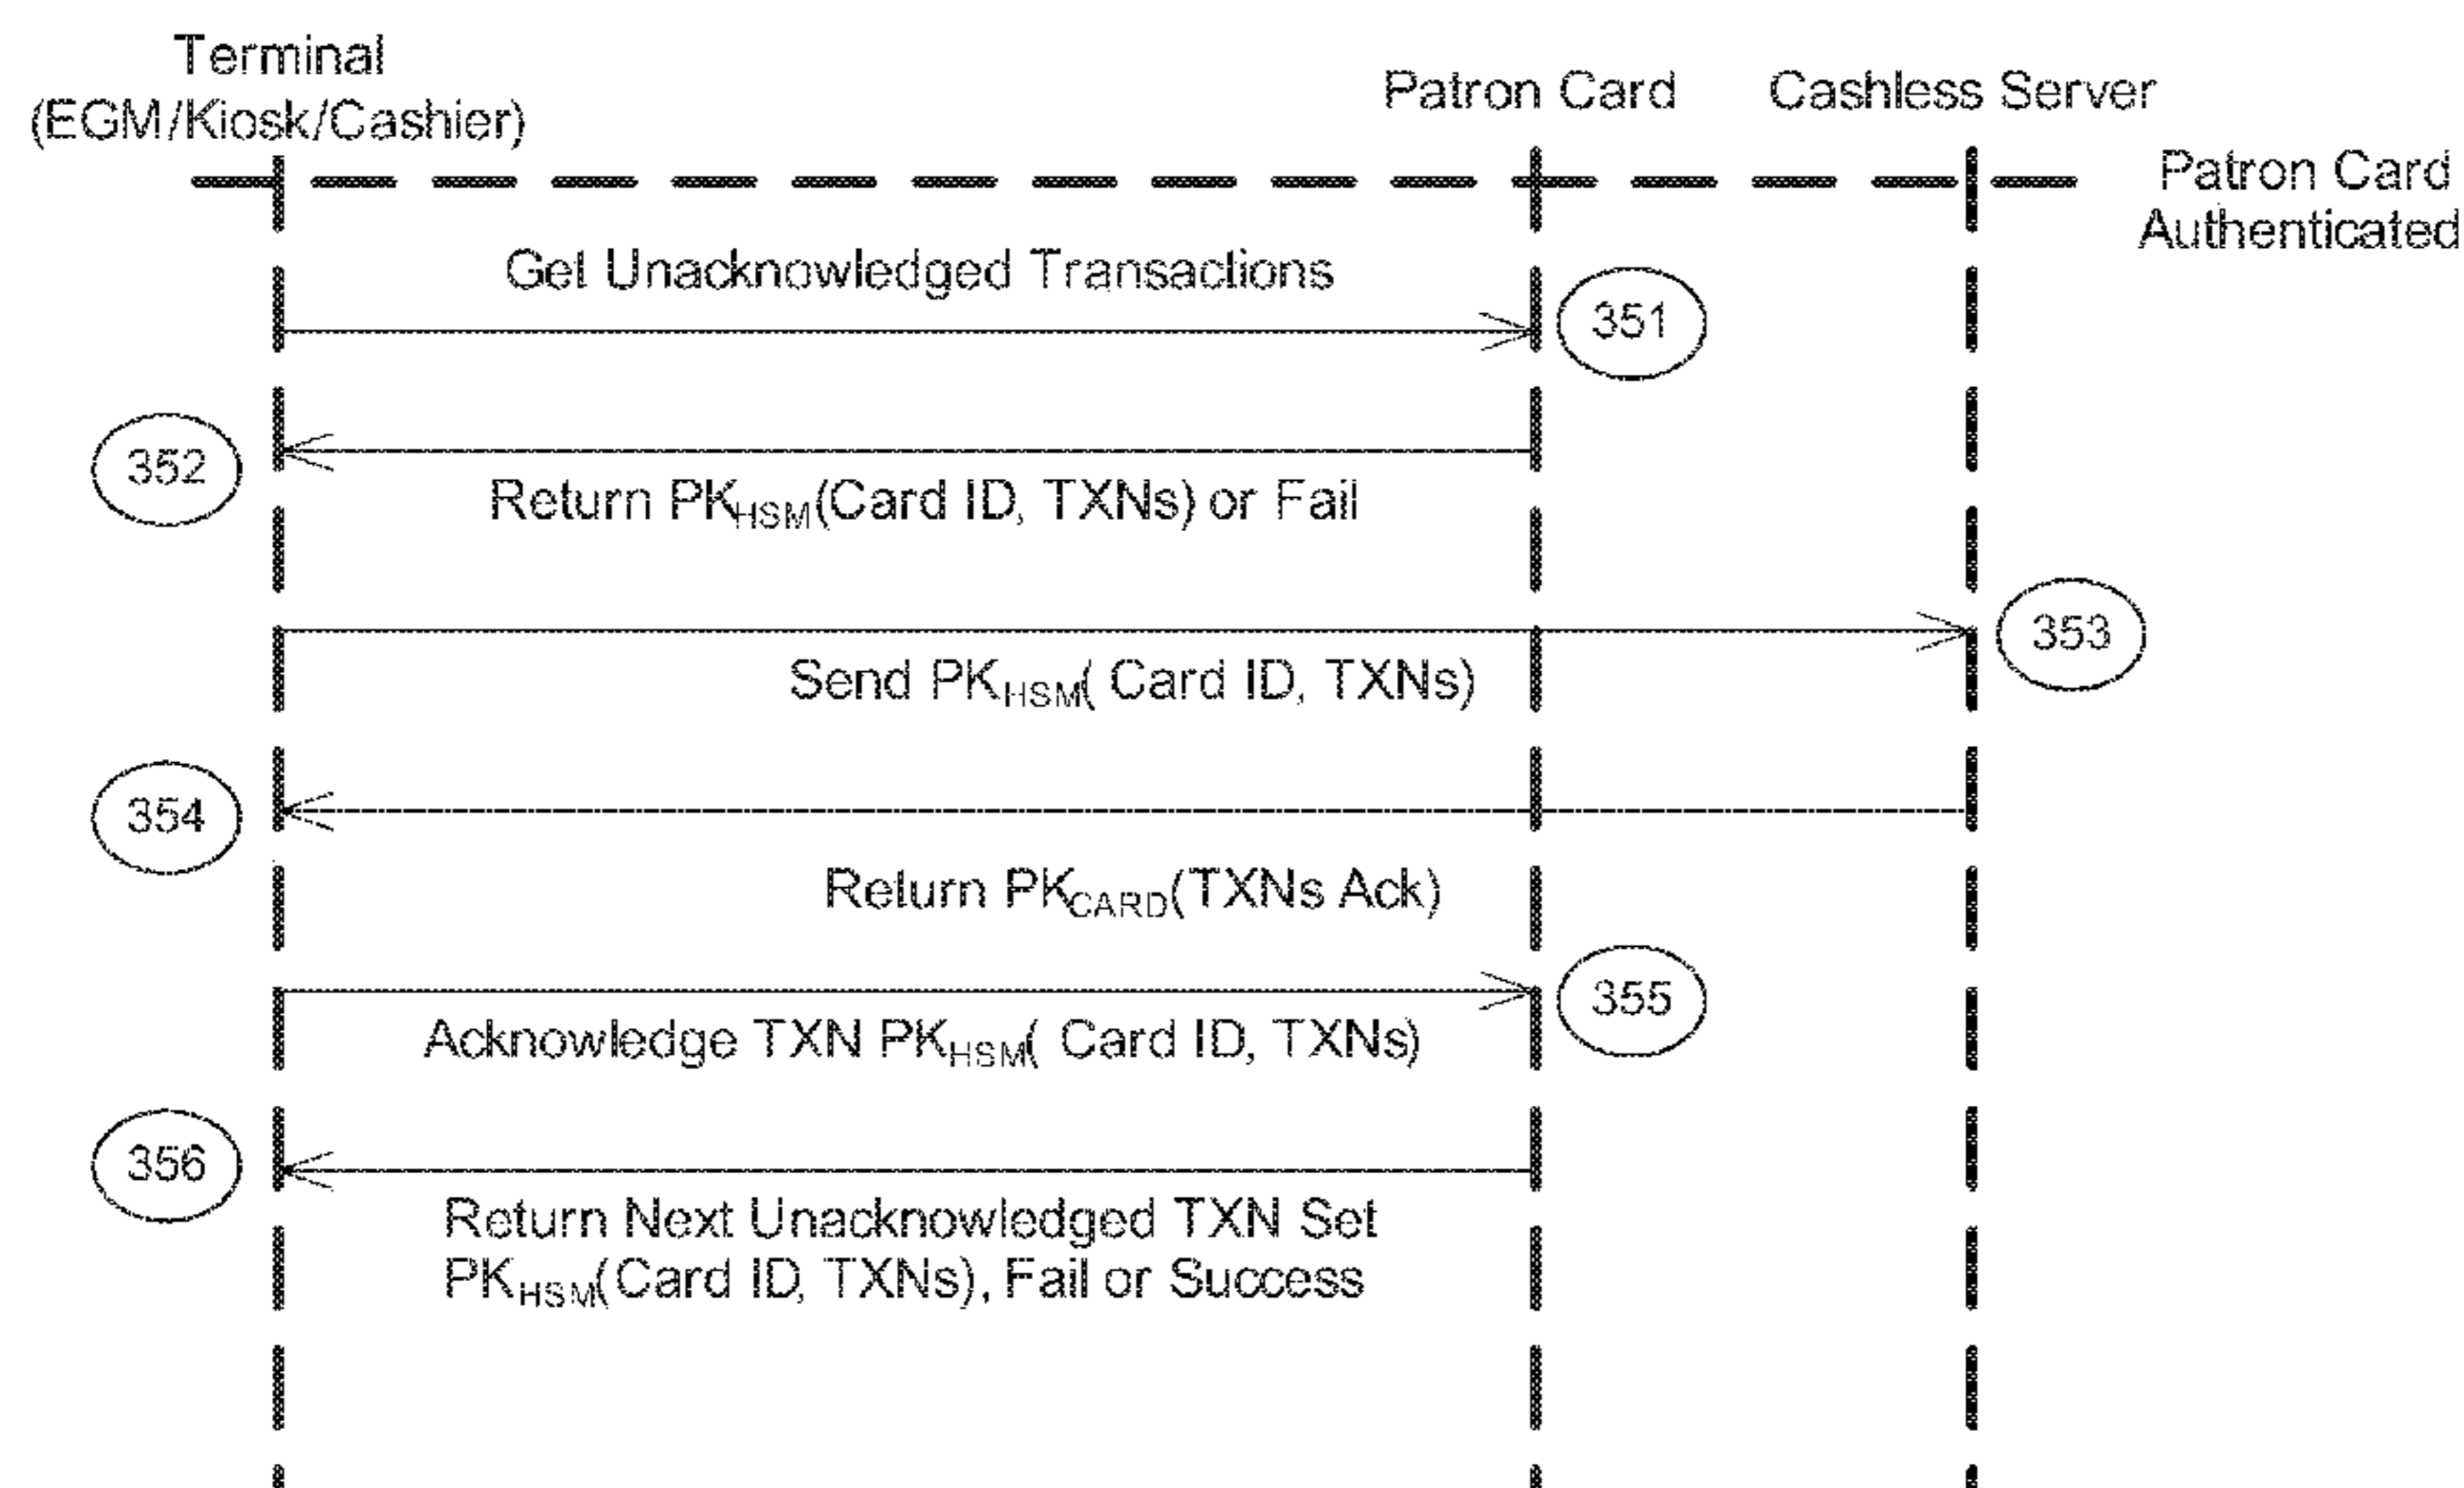 Terminal
(EGM/Kiosk/Cashier)
Patron Card
Cashless Server
Patron Card
Authenticated
Get Unacknowledged Transactions
351
352
Return PKHSM(Card ID, TXNs) or Fail
353
Send PKHSM( Card ID, TXNs)
354
Return PKCARD(TXNs Ack)
355
Acknowledge TXN PKHSM( Card ID, TXNs)
356
Return Next Unacknowledged TXN Set
PKHSM(Card ID, TXNs), Fail or Success